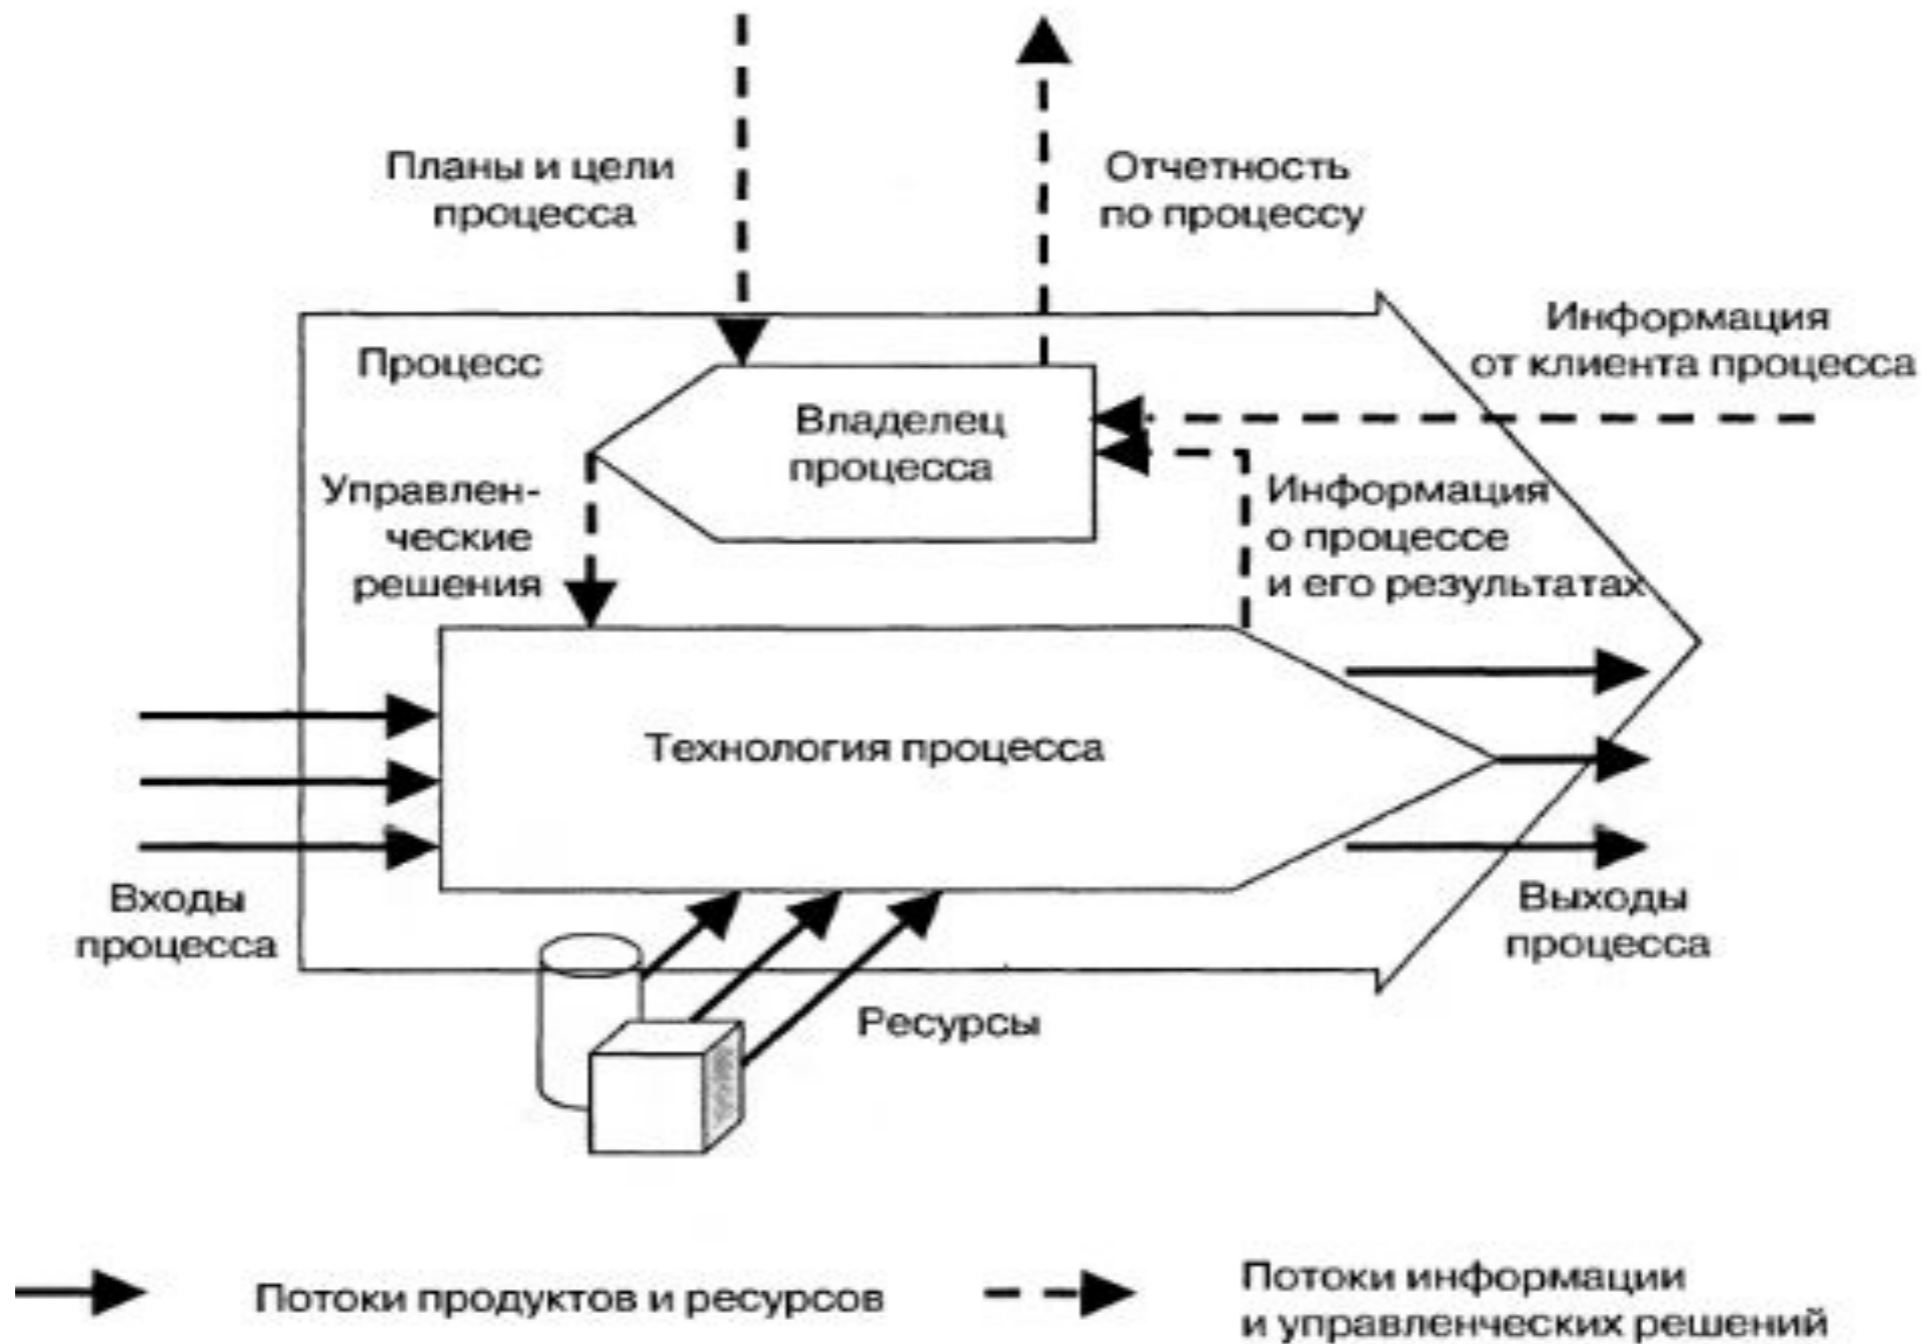 Планы и цели
процесса
Отчетность
по процессу
Информация
от клиента процесса
Процесс
Владелец
процесса
Управлен-
ческие
решения
Информация
о процессе
и его результатах
Технология процесса
Входы
процесса
Выходы
процесса
Ресурсы
Потоки продуктов и ресурсов
Потоки информации
и управленческих решений